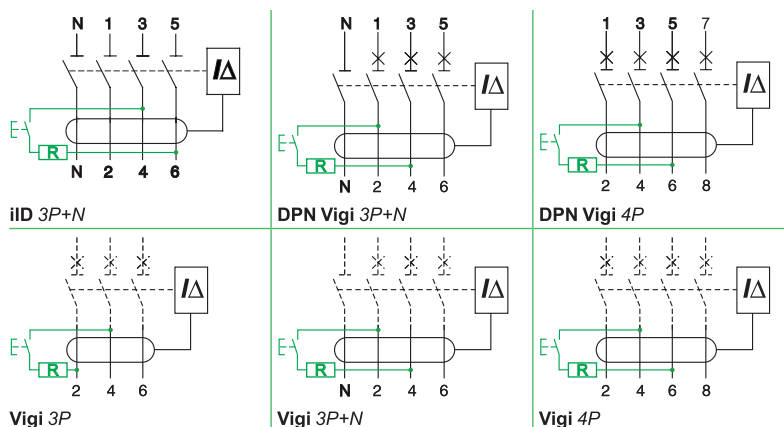 N 1 3 5
I∆
R
N 2 4 6
iID 3P+N
N 1 3 5
I∆
R
N 2 4 6
DPN Vigi 3P+N
1 3 5 7
I∆
R
2 4 6 8
DPN Vigi 4P
I∆
R
2 4 6
Vigi 3P
I∆
R
N 2 4 6
Vigi 3P+N
I∆
R
2 4 6 8
Vigi 4P